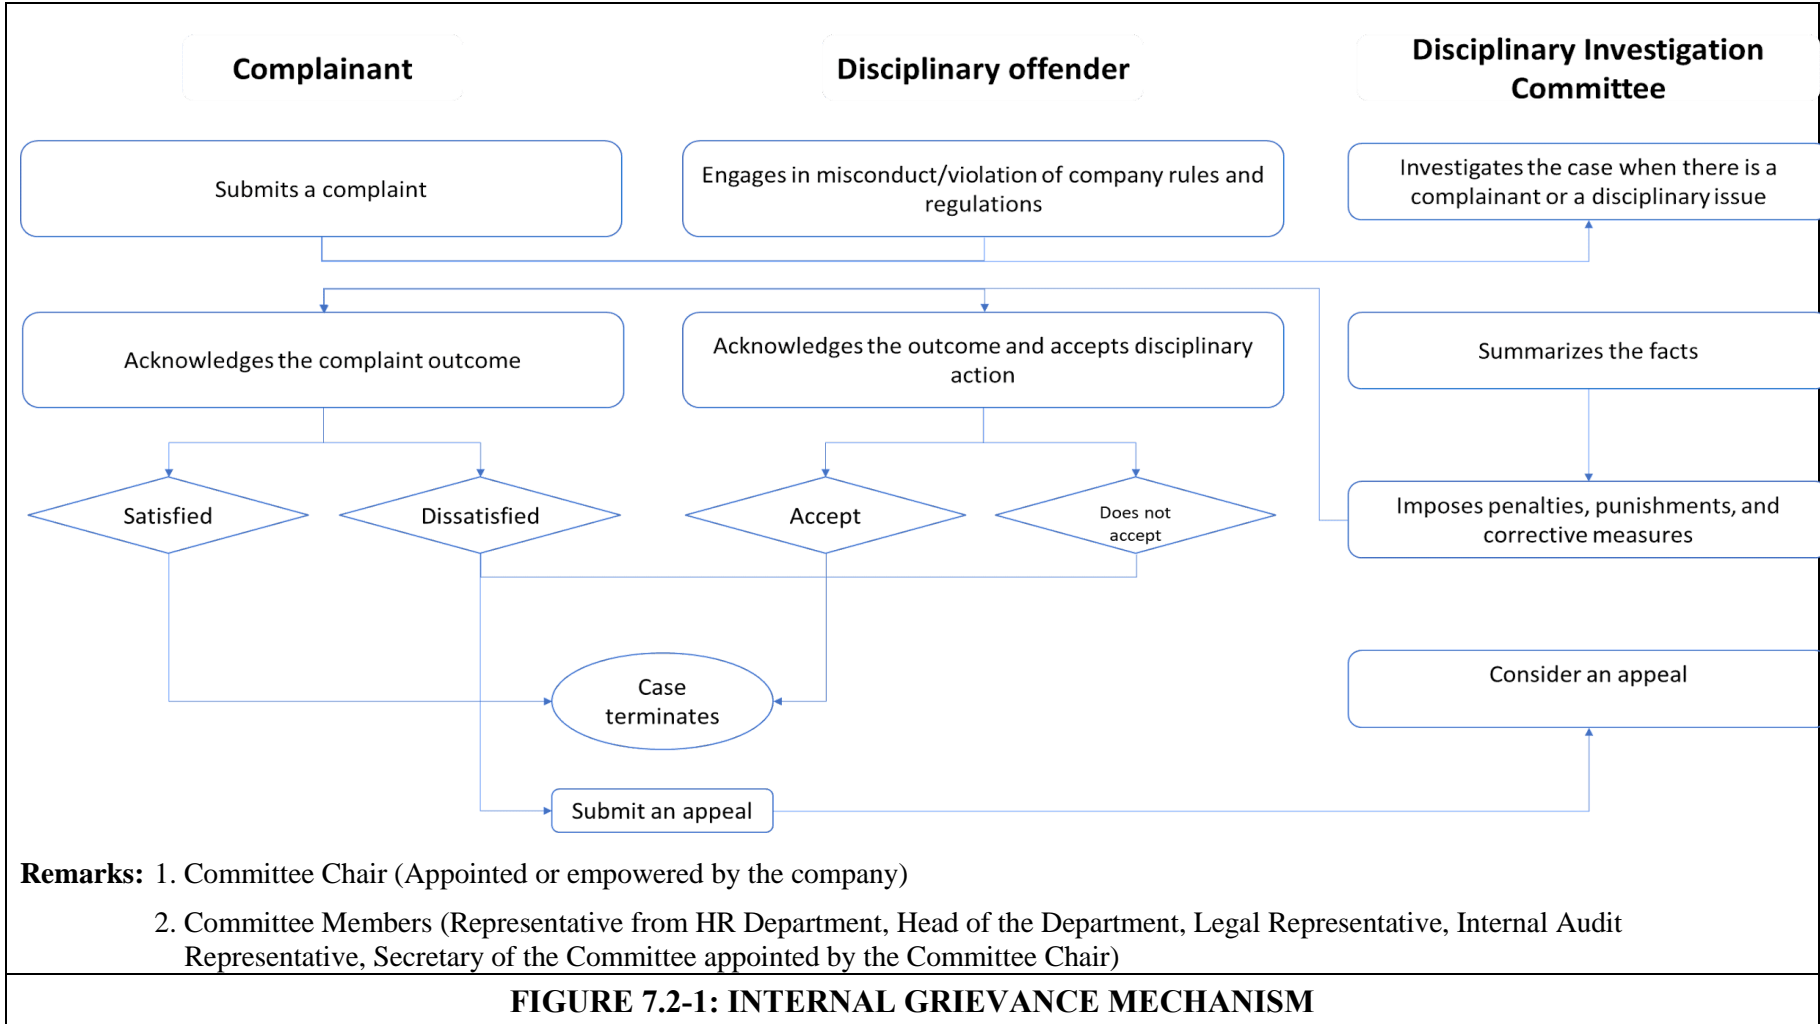 Complainant
Disciplinary offender
Disciplinary Investigation
Committee
Submits a complaint
Engages in misconduct/violation of company rules and
regulations
Investigates the case when there is a
complainant or a disciplinary issue
Acknowledges the complaint outcome
Acknowledges the outcome and accepts disciplinary
action
Summarizes the facts
Satisfied
Dissatisfied
Accept
Does not
accept
Imposes penalties, punishments, and
corrective measures
Case
terminates
Consider an appeal
Submit an appeal
Remarks: 1. Committee Chair (Appointed or empowered by the company)
2. Committee Members (Representative from HR Department, Head of the Department, Legal Representative, Internal Audit
Representative, Secretary of the Committee appointed by the Committee Chair)
FIGURE 7.2-1: INTERNAL GRIEVANCE MECHANISM